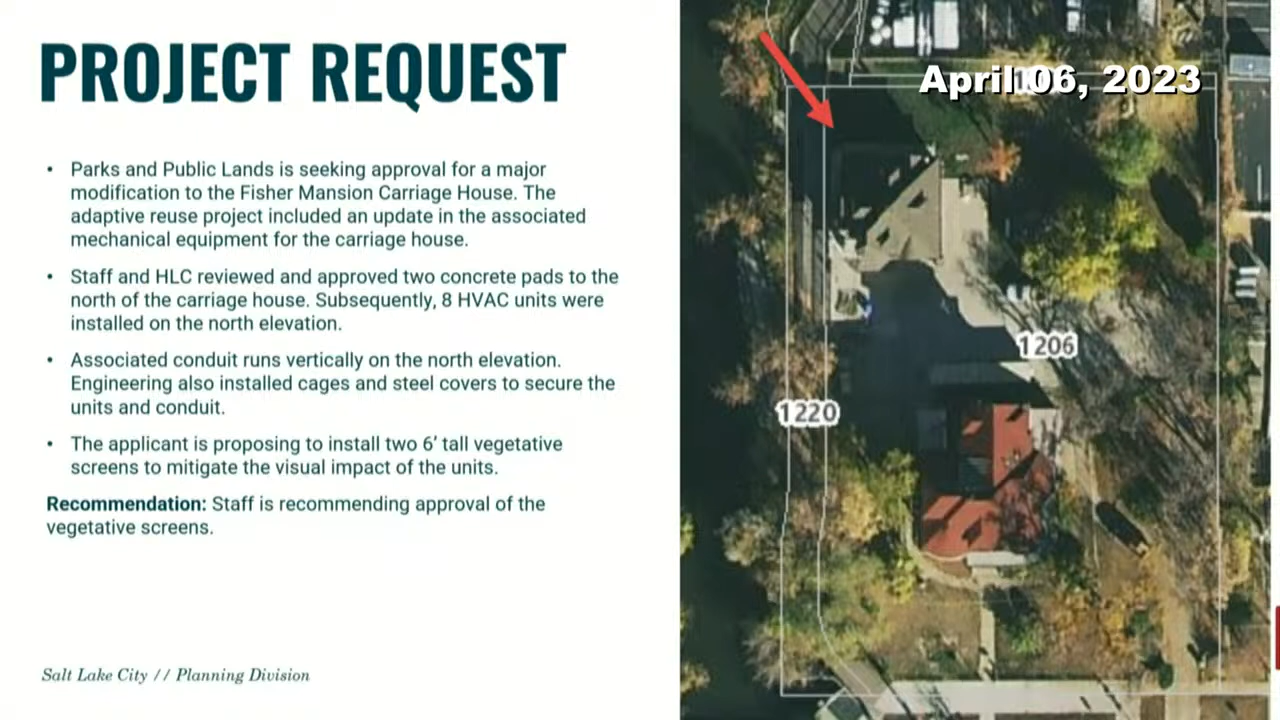 PROJECT REQUEST
• Parks and Public Lands is seeking approval for a major
modification to the Fisher Mansion Carriage House. The
adaptive reuse project included an update in the associated
mechanical equipment for the carriage house.
• Staff and HLC reviewed and approved two concrete pads to the
north of the carriage house. Subsequently, 8 HVAC units were
installed on the north elevation.
• Associated conduit runs vertically on the north elevation.
Engineering also installed cages and steel covers to secure the
units and conduit.
• The applicant is proposing to install two 6’ tall vegetative
screens to mitigate the visual impact of the units.
Recommendation: Staff is recommending approval of the
vegetative screens.
Salt Lake City // Planning Division
April 06, 2023
1206
1220